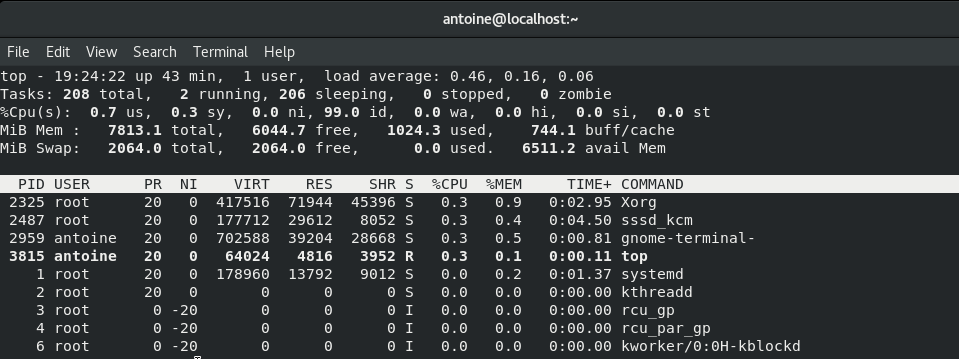 antoine@localhost:~
File Edit View Search Terminal Help
top - 19:24:22 up 43 min,  1 user,  load average: 0.46, 0.16, 0.06
Tasks: 208 total,   2 running, 206 sleeping,   0 stopped,   0 zombie
%Cpu(s):  0.7 us,  0.3 sy,  0.0 ni, 99.0 id,  0.0 wa,  0.0 hi,  0.0 si,  0.0 st
MiB Mem :   7813.1 total,   6044.7 free,   1024.3 used,    744.1 buff/cache
MiB Swap:   2064.0 total,   2064.0 free,      0.0 used.   6511.2 avail Mem
  PID USER      PR  NI    VIRT    RES    SHR S  %CPU  %MEM     TIME+ COMMAND
 2325 root      20   0  417516  71944  45396 S   0.3   0.9   0:02.95 Xorg
 2487 root      20   0  177712  29612   8052 S   0.3   0.4   0:04.50 sssd_kcm
 2959 antoine   20   0  702588  39204  28668 S   0.3   0.5   0:00.81 gnome-terminal-
 3815 antoine   20   0   64024   4816   3952 R   0.3   0.1   0:00.11 top
    1 root      20   0  178960  13792   9012 S   0.0   0.2   0:01.37 systemd
    2 root      20   0       0      0      0 S   0.0   0.0   0:00.00 kthreadd
    3 root       0 -20       0      0      0 I   0.0   0.0   0:00.00 rcu_gp
    4 root       0 -20       0      0      0 I   0.0   0.0   0:00.00 rcu_par_gp
    6 root       0 -20       0      0      0 I   0.0   0.0   0:00.00 kworker/0:0H-kblockd